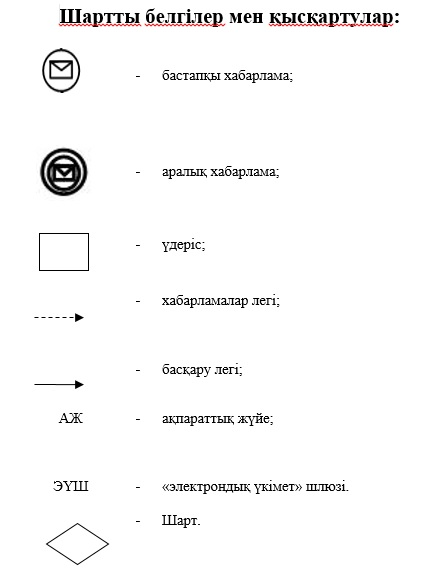 Шартты белгілер мен қысқартулар:
- бастапқы хабарлама;
- аралық хабарлама;
- үдеріс;
- хабарламалар легі;
- басқару легі;
АЖ - ақпараттық жүйе;
ЭҮШ - «электрондық үкімет» шлюзі.
- Шарт.